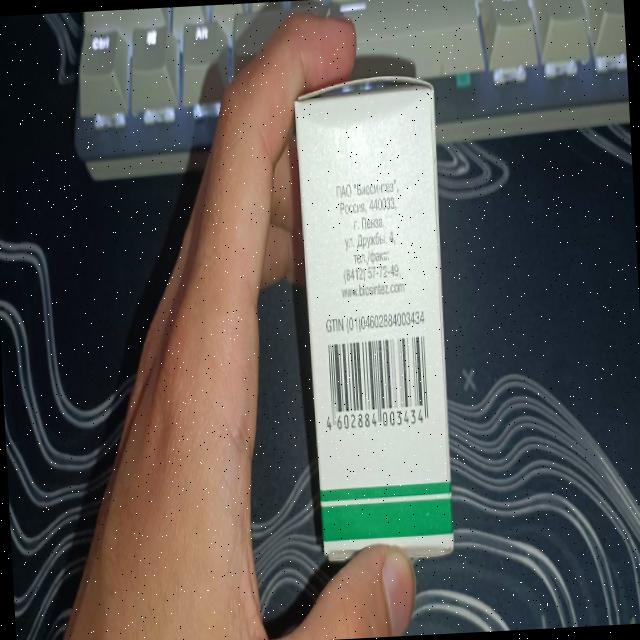 ПАО "Биосинтез",
Россия, 440033,
г. Пенза,
ул. Дружбы, 4,
тел./факс:
(8412) 57-72-49
www.biosintez.com
GTIN (01)04602884003434
4 602884 003434